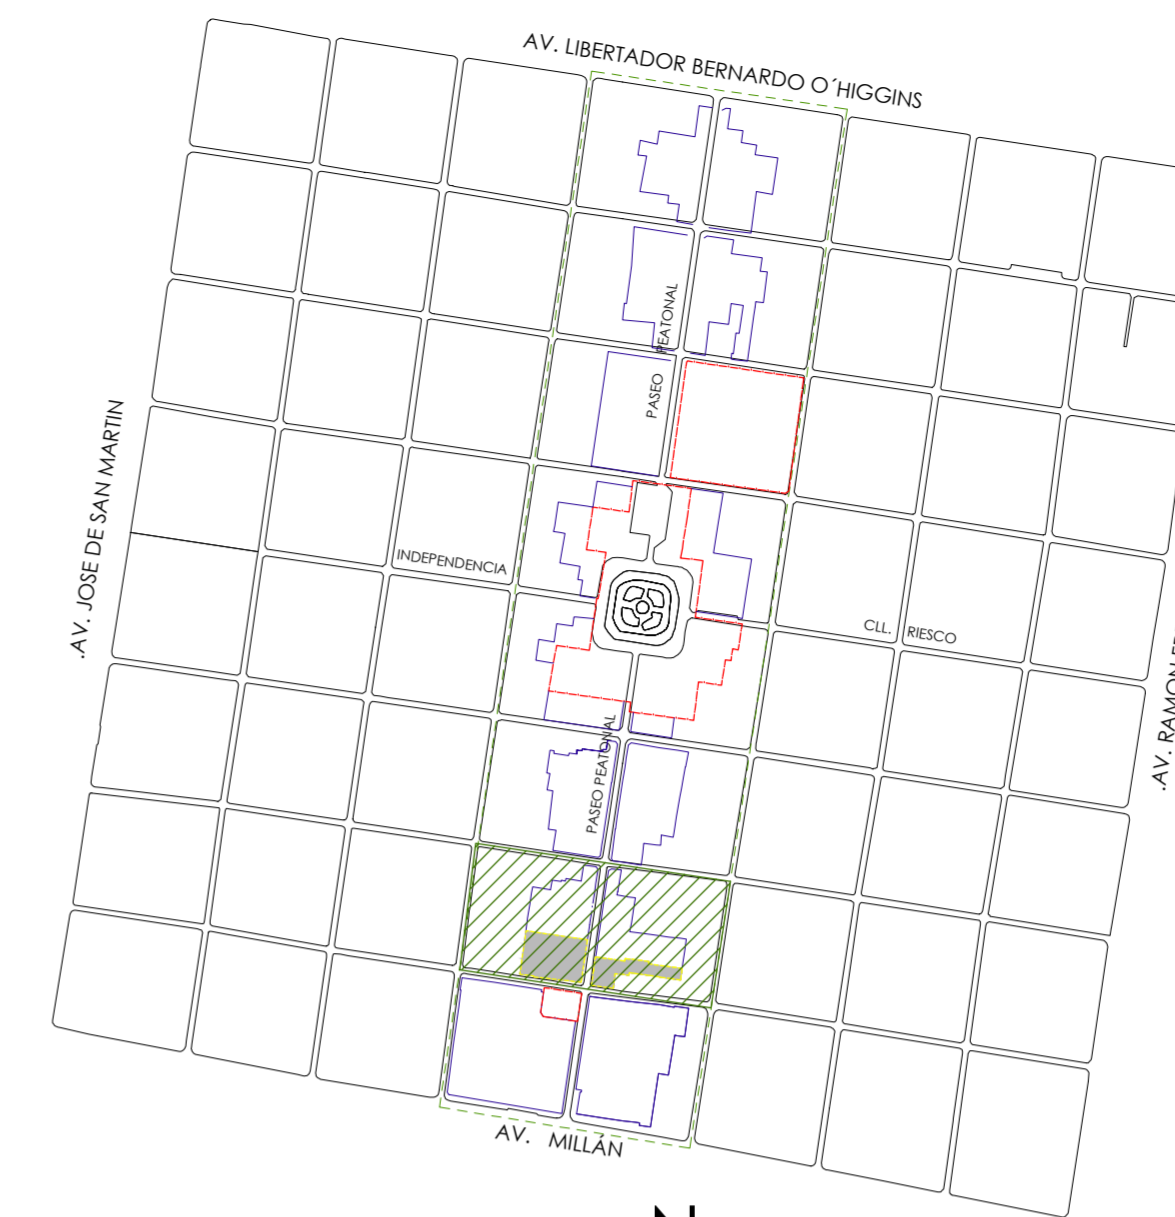 AV. LIBERTADOR BERNARDO O´HIGGINS
PASEO PEATONAL
.AV. JOSE DE SAN MARTIN
INDEPENDENCIA
CLL. RIESCO
.AV. RAMON
PASEO PEATONAL
AV. MILLÁN
N